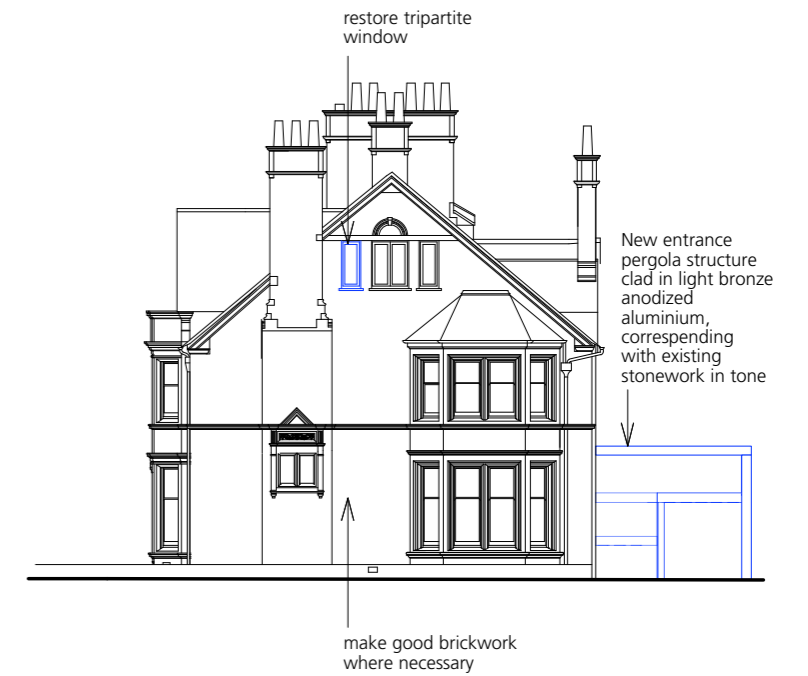 restore tripartite
window
New entrance
pergola structure
clad in light bronze
anodized
aluminium,
correspending
with existing
stonework in tone
make good brickwork
where necessary